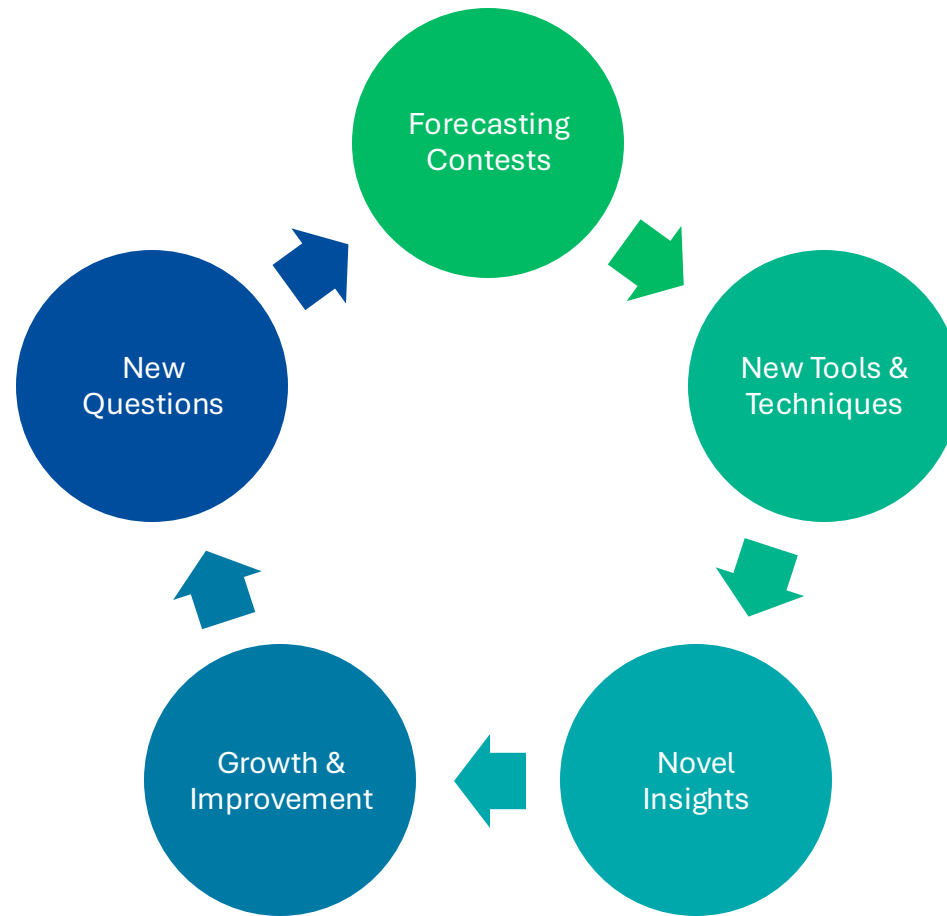 Forecasting
Contests
New Tools &
Techniques
Novel
Insights
Growth &
Improvement
New
Questions